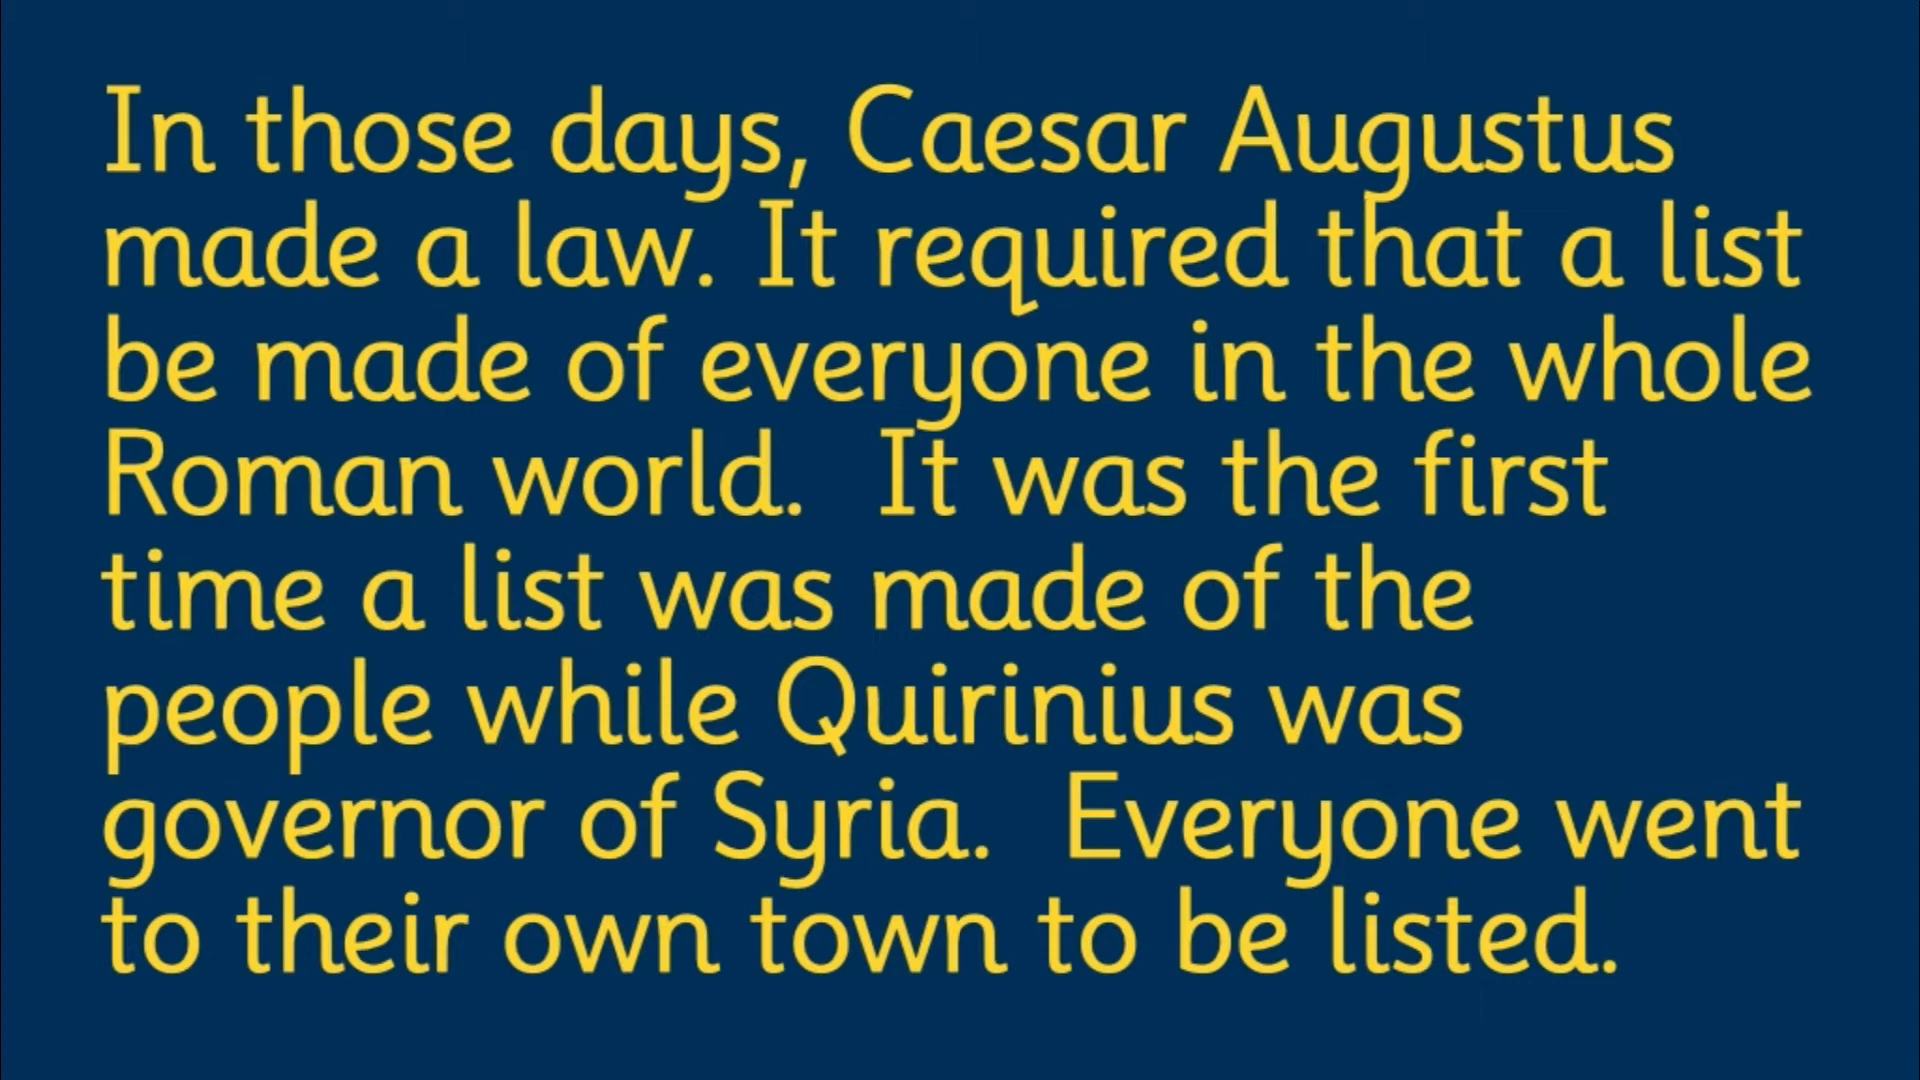 In those days, Caesar Augustus
made a law. It required that a list
be made of everyone in the whole
Roman world.  It was the first
time a list was made of the
people while Quirinius was
governor of Syria.  Everyone went
to their own town to be listed.